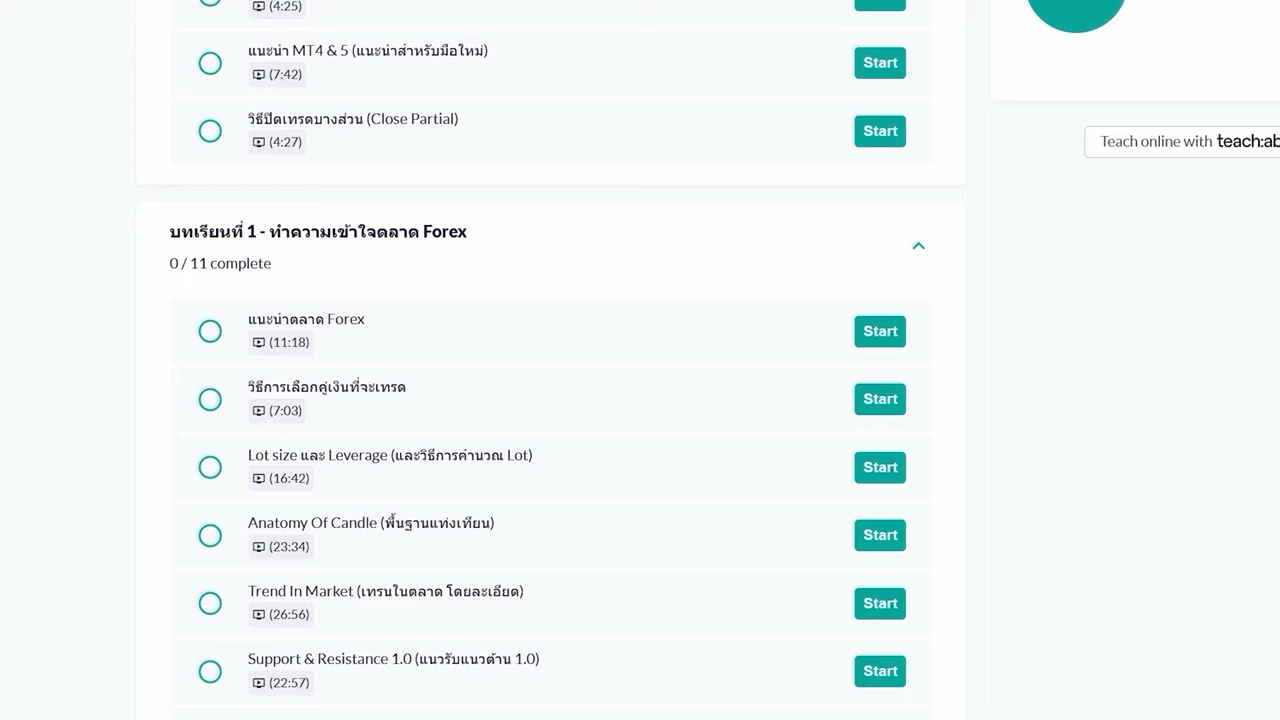 (4:25)
แนะนำ MT4 & 5 (แนะนำสำหรับมือใหม่)
Start
(7:42)
วิธีปิดเทรดบางส่วน (Close Partial)
Start
(4:27)
Teach online with teach:ab
บทเรียนที่ 1 - ทำความเข้าใจตลาด Forex
0 / 11 complete
แนะนำตลาด Forex
Start
(11:18)
วิธีการเลือกคู่เงินที่จะเทรด
Start
(7:03)
Lot size และ Leverage (และวิธีการคำนวณ Lot)
Start
(16:42)
Anatomy Of Candle (พื้นฐานแท่งเทียน)
Start
(23:34)
Trend In Market (เทรนในตลาด โดยละเอียด)
Start
(26:56)
Support & Resistance 1.0 (แนวรับแนวต้าน 1.0)
Start
(22:57)